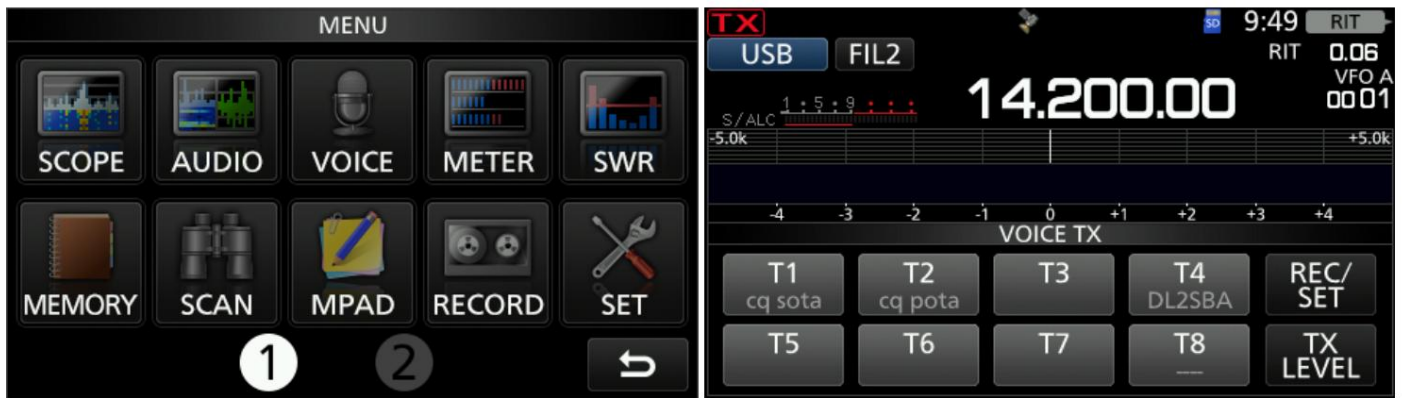 MENU
SCOPE AUDIO VOICE METER SWR
MEMORY SCAN MPAD RECORD SET
1 2
TX SD 9:49 RIT
USB FIL2 RIT 0.06
14.200.00 VFO A
00 01
1 • 5 • 9
S/ALC
-5.0k +5.0k
-4 -3 -2 -1 0 +1 +2 +3 +4
VOICE TX
T1 T2 T3 T4 REC/
cq sota cq pota DL2SBA SET
T5 T6 T7 T8 TX
---- LEVEL